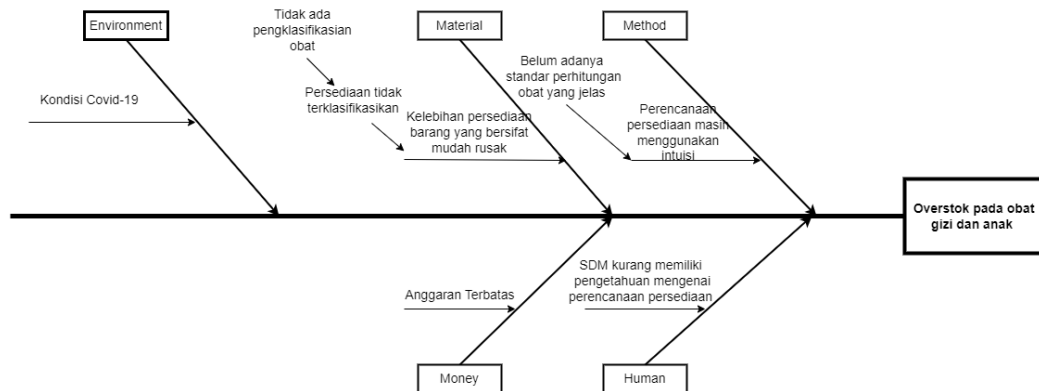 Environment
Tidak ada
pengklasifikasian
obat
Material
Method
Belum adanya
standar perhitungan
obat yang jelas
Kondisi Covid-19
Persediaan tidak
terklasifikasikan
Kelebihan persediaan
barang yang bersifat
mudah rusak
Perencanaan
persediaan masih
menggunakan
intuisi
Overstok pada obat
gizi dan anak
SDM kurang memiliki
pengetahuan mengenai
perencanaan persediaan
Anggaran Terbatas
Money
Human